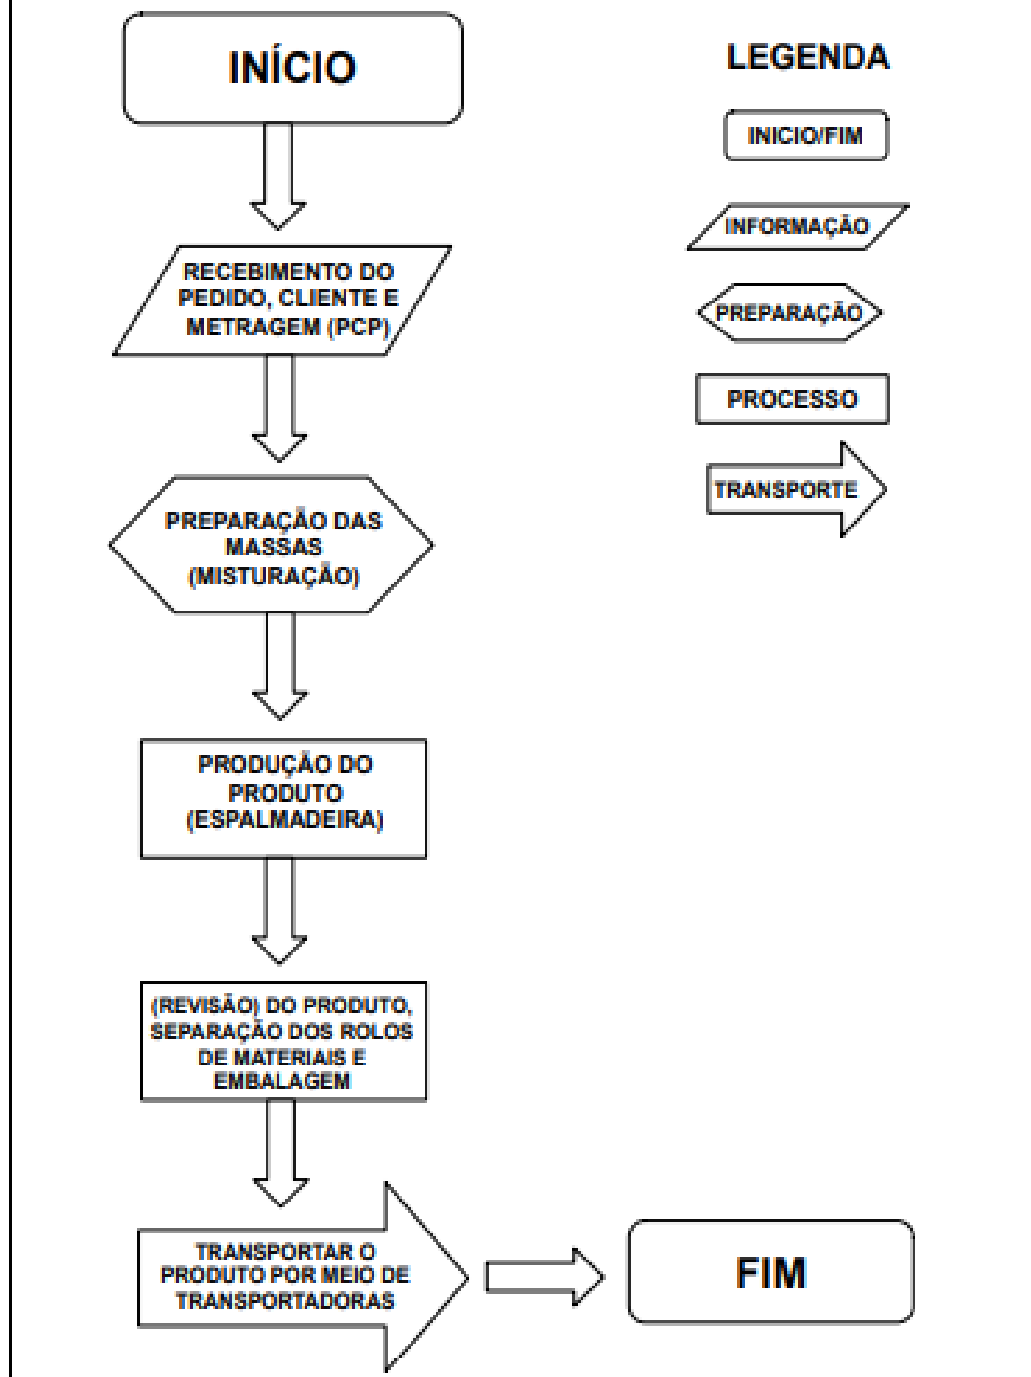 INÍCIO
RECEBIMENTO DO
PEDIDO, CLIENTE E
METRAGEM (PCP)
PREPARAÇÃO DAS
MASSAS
(MISTURAÇÃO)
PRODUÇÃO DO
PRODUTO
(ESPALMADEIRA)
(REVISÃO) DO PRODUTO,
SEPARAÇÃO DOS ROLOS
DE MATERIAIS E
EMBALAGEM
TRANSPORTAR O
PRODUTO POR MEIO DE
TRANSPORTADORAS
FIM
LEGENDA
INICIO/FIM
INFORMAÇÃO
PREPARAÇÃO
PROCESSO
TRANSPORTE